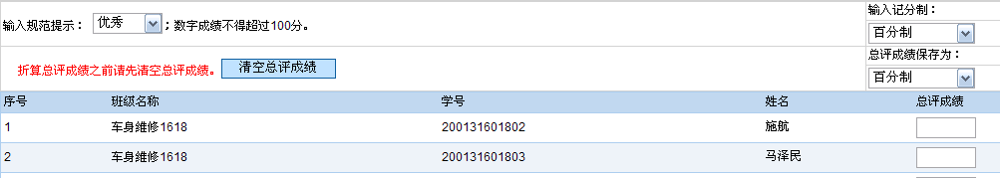 输入规范提示： 优秀 ；数字成绩不得超过100分。
输入记分制：
百分制
折算总评成绩之前请先清空总评成绩。 清空总评成绩
总评成绩保存为：
百分制
序号 班级名称 学号 姓名 总评成绩
1 车身维修1618 200131601802 施航
2 车身维修1618 200131601803 马泽民